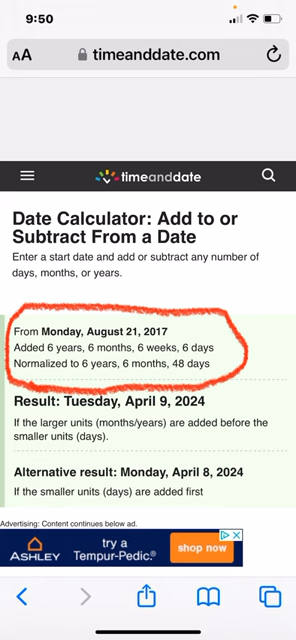 9:50
AA timeanddate.com
timeanddate
Date Calculator: Add to or
Subtract From a Date
Enter a start date and add or subtract any number of
days, months, or years.
From Monday, August 21, 2017
Added 6 years, 6 months, 6 weeks, 6 days
Normalized to 6 years, 6 months, 48 days
Result: Tuesday, April 9, 2024
If the larger units (months/years) are added before the
smaller units (days).
Alternative result: Monday, April 8, 2024
If the smaller units (days) are added first
Advertising: Content continues below ad.
ASHLEY
try a
Tempur-Pedic.®
shop now